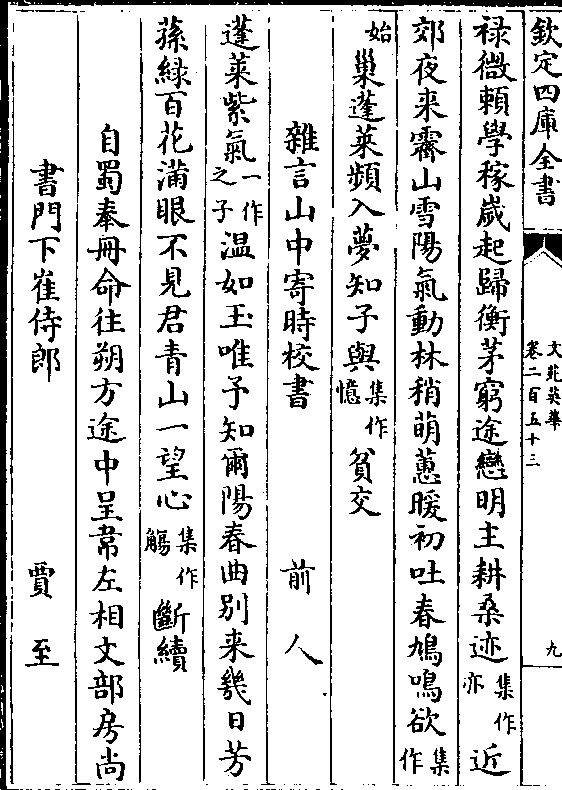 欽定四庫全書
文苑英華
卷二百五十三
九
禄微賴學稼嵗起歸衡茅窮途戀明主耕桑迹集作亦近
郊夜来霽山雪陽氣動林稍萌蕙暖初吐春鳩鳴欲集作
始巢蓬萊頻入夢知子與集作憶貧交
雜言山中寄時校書 前人
蓬萊紫氣一作之子温如玉唯予知爾陽春曲别来幾日芳
蓀緑百花滿眼不見君青山一望心集作觴斷續
自蜀奉冊命往朔方途中呈韋左相文部房尚
書門下崔侍郎 賈至